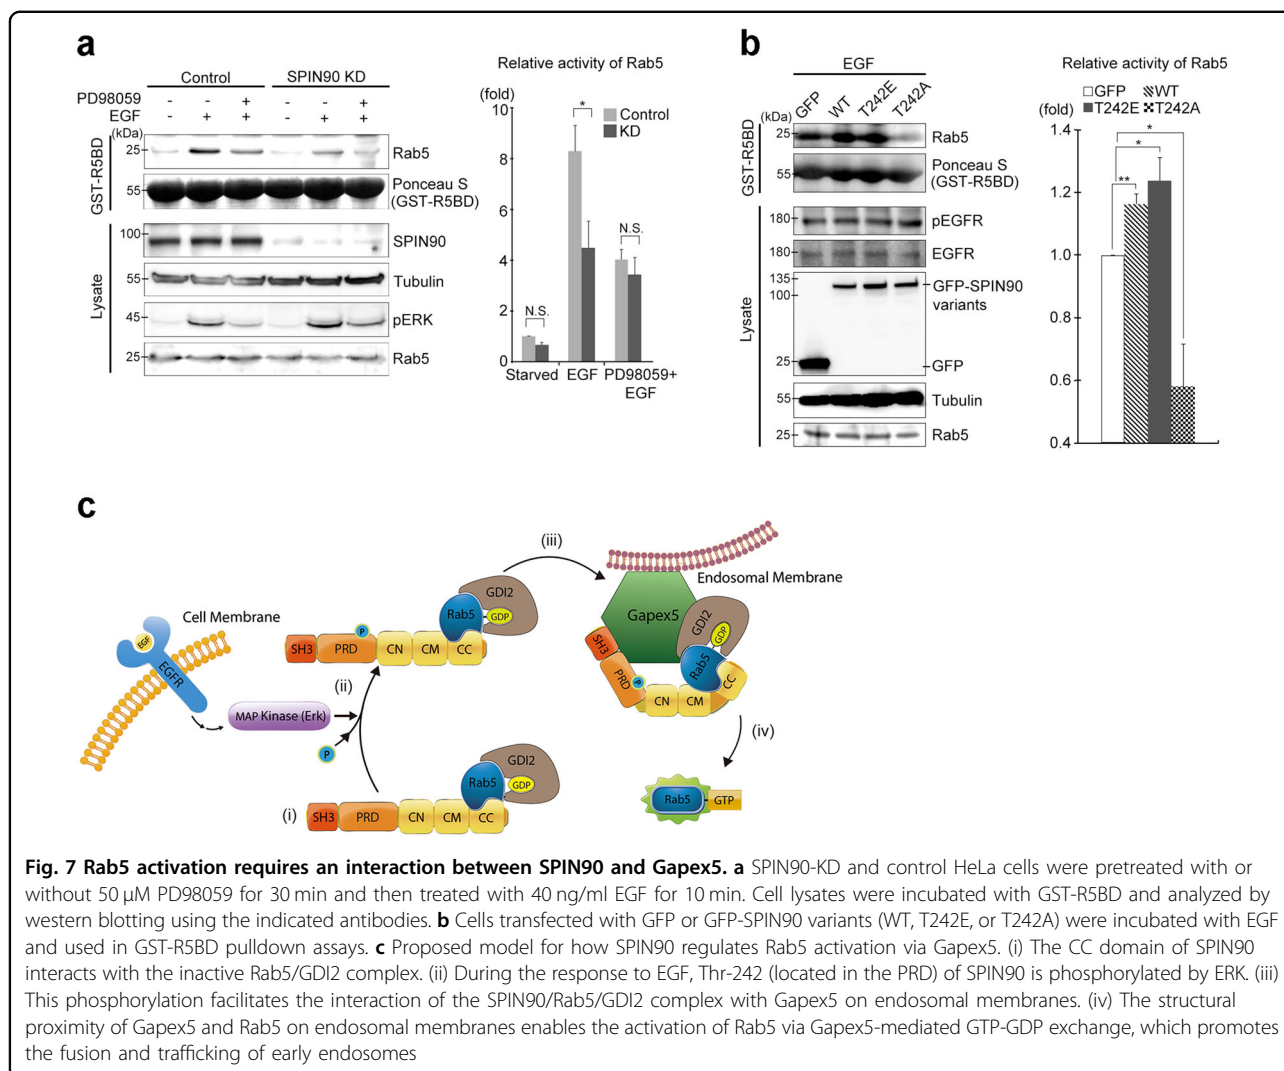 a
Control SPIN90 KD
PD98059 - - + - - +
EGF - + + - + +
(kDa)
GST-R5BD
25 Rab5
55 Ponceau S
(GST-R5BD)
Lysate
100 SPIN90
55 Tubulin
45 pERK
25 Rab5
Relative activity of Rab5
(fold)
Control
KD
10
8
6
4
2
0
N.S.
*
N.S.
Starved EGF PD98059+
EGF
b
EGF
GFP WT T242E T242A
(kDa)
GST-R5BD
25 Rab5
55 Ponceau S
(GST-R5BD)
Lysate
180 pEGFR
180 EGFR
135 GFP-SPIN90
100 variants
25 GFP
55 Tubulin
25 Rab5
Relative activity of Rab5
GFP WT
(fold) T242E T242A
1.4
1.2
1.0
0.8
0.6
0.4
*
*
**
c
Cell Membrane
EGF
EGFR
MAP Kinase (Erk)
P
(i)
SH3 PRD CN CM CC
Rab5 GDP GDI2
(ii)
SH3 PRD P CN CM CC
Rab5 GDP GDI2
(iii)
Endosomal Membrane
Gapex5
GDI2
GDP
Rab5
SH3 PRD P CN CM CC
(iv)
Rab5 GTP
Fig. 7 Rab5 activation requires an interaction between SPIN90 and Gapex5. a SPIN90-KD and control HeLa cells were pretreated with or
without 50 μM PD98059 for 30 min and then treated with 40 ng/ml EGF for 10 min. Cell lysates were incubated with GST-R5BD and analyzed by
western blotting using the indicated antibodies. b Cells transfected with GFP or GFP-SPIN90 variants (WT, T242E, or T242A) were incubated with EGF
and used in GST-R5BD pulldown assays. c Proposed model for how SPIN90 regulates Rab5 activation via Gapex5. (i) The CC domain of SPIN90
interacts with the inactive Rab5/GDI2 complex. (ii) During the response to EGF, Thr-242 (located in the PRD) of SPIN90 is phosphorylated by ERK. (iii)
This phosphorylation facilitates the interaction of the SPIN90/Rab5/GDI2 complex with Gapex5 on endosomal membranes. (iv) The structural
proximity of Gapex5 and Rab5 on endosomal membranes enables the activation of Rab5 via Gapex5-mediated GTP-GDP exchange, which promotes
the fusion and trafficking of early endosomes